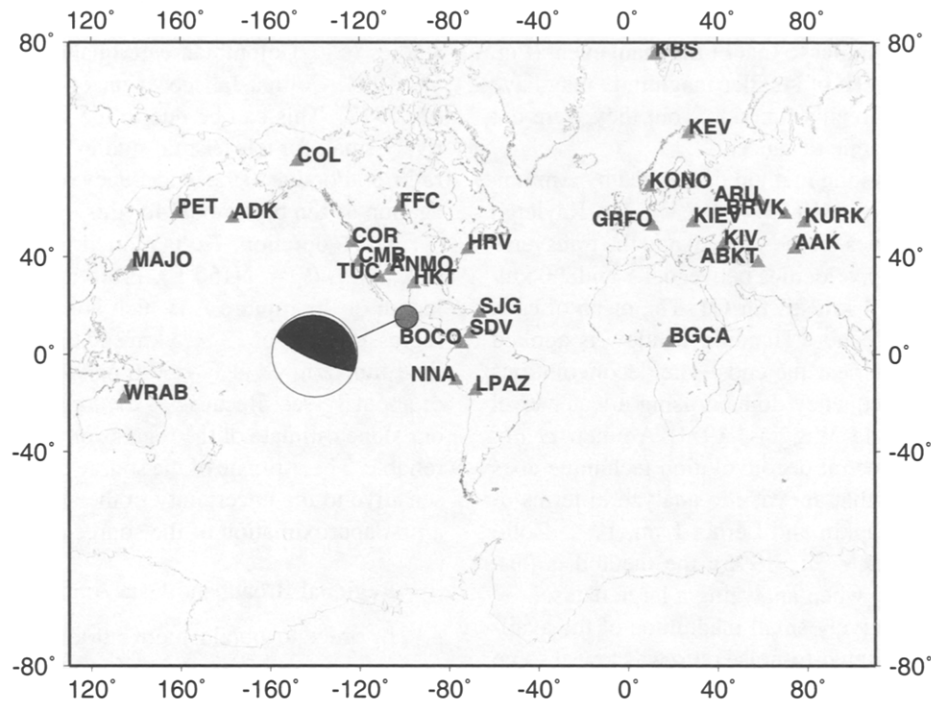 120° 160° -160° -120° -80° 0° 40° 80°
80° 80°
KBS
KEV
COL
KONO
ARU
PET ADK FFC BRVK KURK
GRFO KIEV
COR HRV KIV AAK
40° MAJO CMB ANMO ABKT 40°
TUC HKT
SJG
SDV
BOCO BGCA
0° 0°
NNA LPAZ
WRAB
-40° -40°
-80° -80°
120° 160° -160° -120° -80° 0° 40° 80°